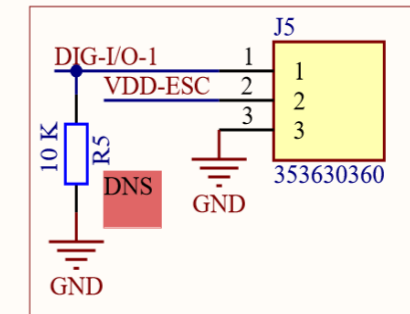 J5
DIG-I/O-1
1
1
VDD-ESC
2
2
3
3
10 K
R5
DNS
353630360
GND
GND